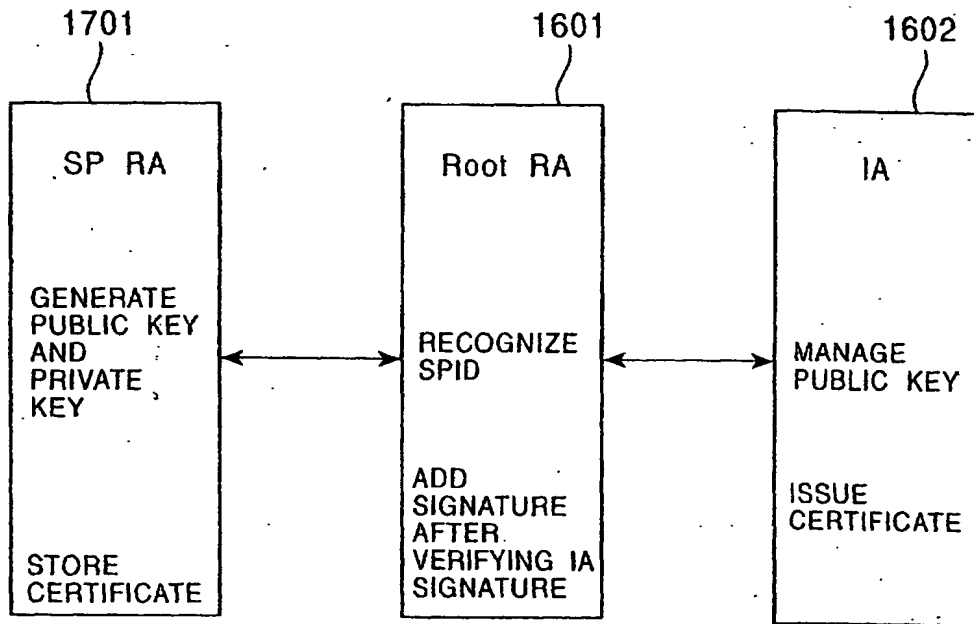 1701
SP RA
GENERATE
PUBLIC KEY
AND
PRIVATE
KEY
STORE
CERTIFICATE
1601
Root RA
RECOGNIZE
SPID
ADD
SIGNATURE
AFTER
VERIFYING IA
SIGNATURE
1602
IA
MANAGE
PUBLIC KEY
ISSUE
CERTIFICATE